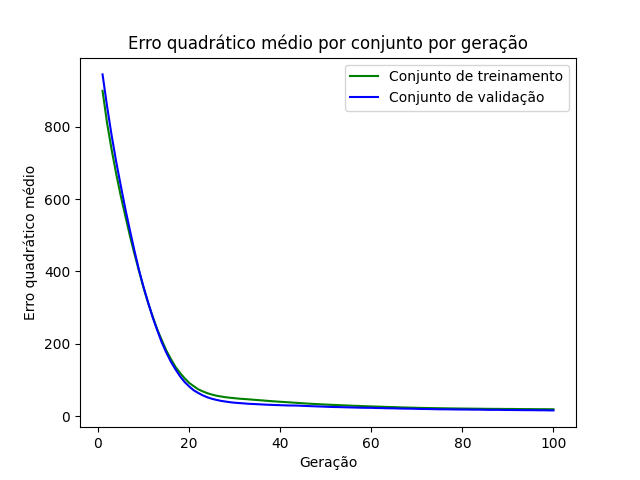 Erro quadrático médio por conjunto por geração
Conjunto de treinamento
Conjunto de validação
Erro quadrático médio
800
600
400
200
0
0 20 40 60 80 100
Geração